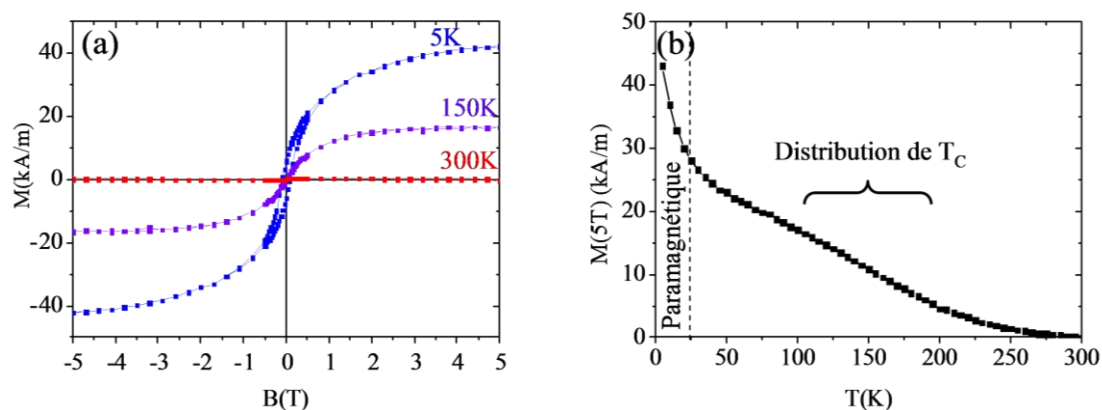 (a)
5K
150K
300K
M(kA/m)
40
20
0
-20
-40
-5 -4 -3 -2 -1 0 1 2 3 4 5
B(T)
(b)
Distribution de T_C
Paramagnétique
M(5T) (kA/m)
50
40
30
20
10
0
0 50 100 150 200 250 300
T(K)